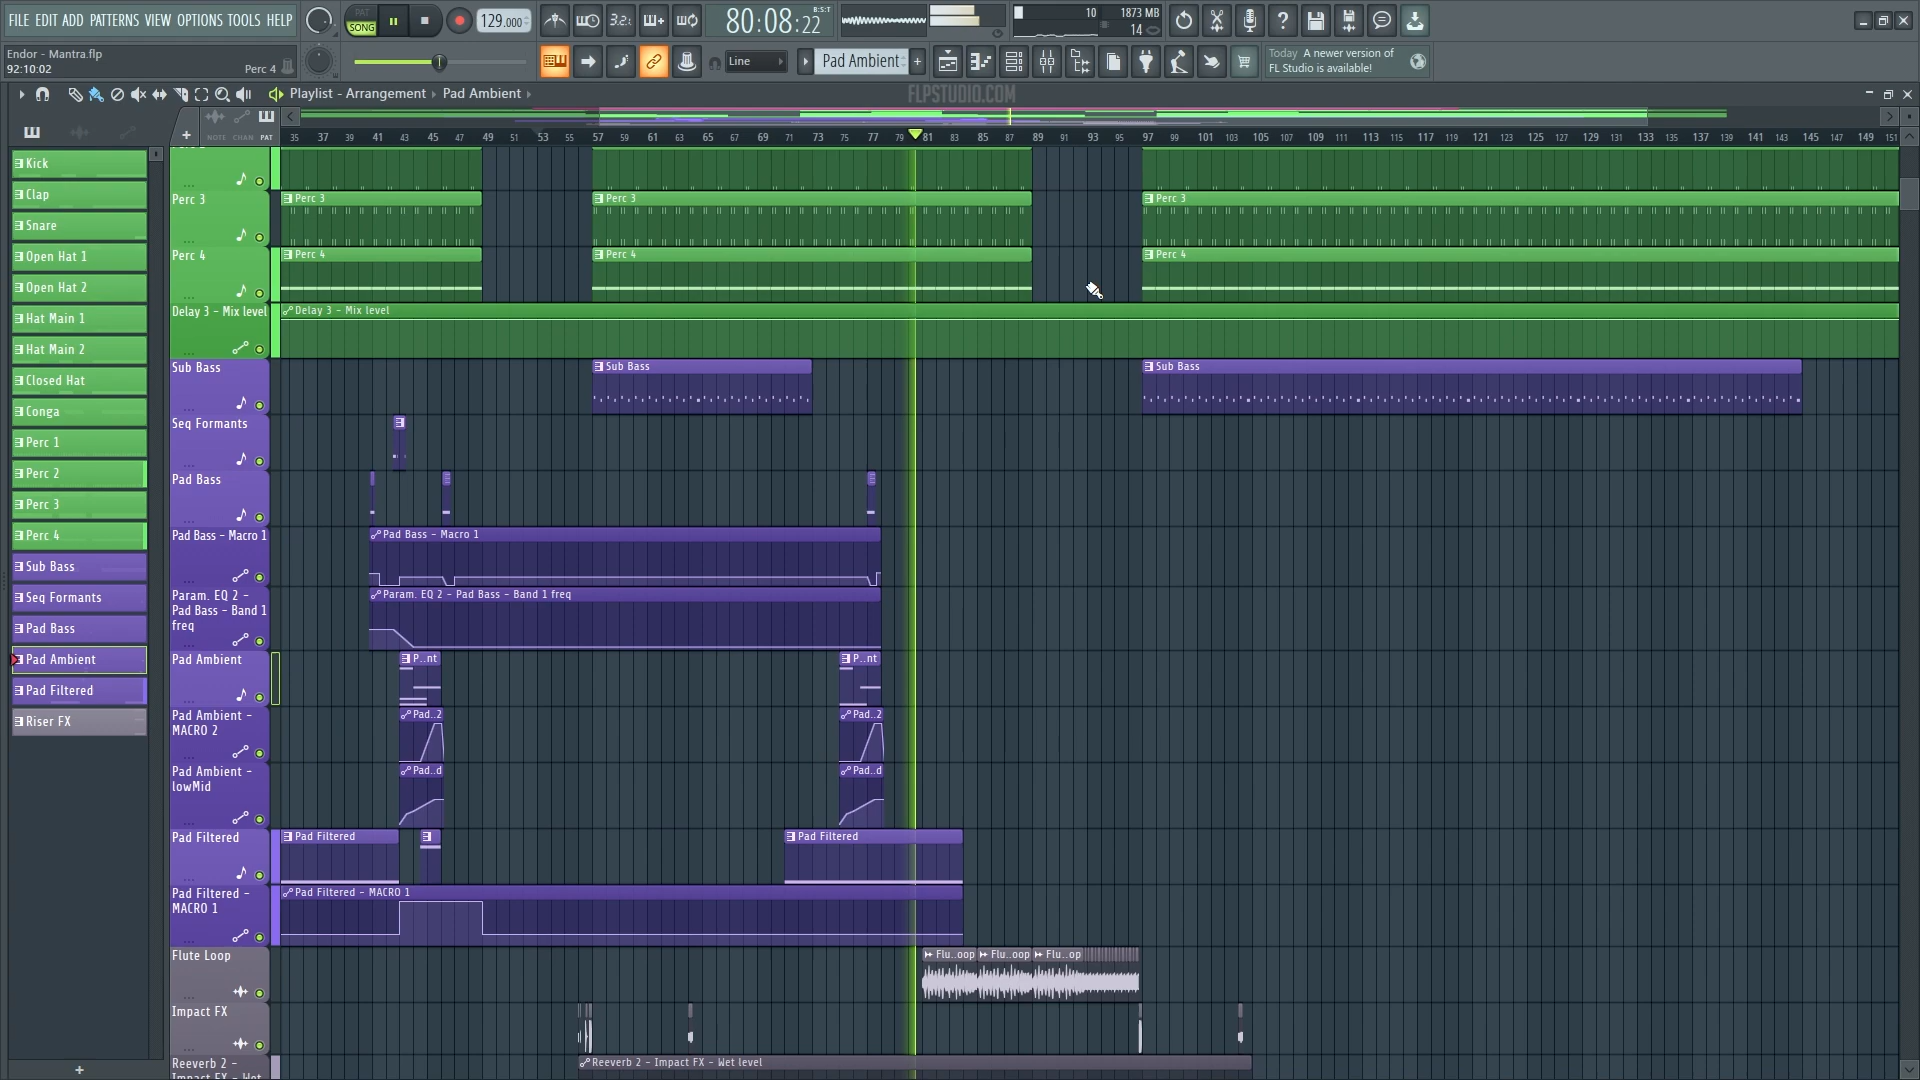 FILE EDIT ADD PATTERNS VIEW OPTIONS TOOLS HELP
PAT
SONG
129.000
3.2.
80:08:22
B:S:T
10
1873 MB
14
Endor - Mantra.flp
92:10:02
Perc 4
Line
Pad Ambient
Today A newer version of
FL Studio is available!
Playlist - Arrangement
Pad Ambient
FLPSTUDIO.COM
NOTE
CHAN
PAT
35 37 39 41 43 45 47 49 51 53 55 57 59 61 63 65 67 69 71 73 75 77 79 81 83 85 87 89 91 93 95 97 99 101 103 105 107 109 111 113 115 117 119 121 123 125 127 129 131 133 135 137 139 141 143 145 147 149 151
Kick
Clap
Snare
Open Hat 1
Open Hat 2
Hat Main 1
Hat Main 2
Closed Hat
Conga
Perc 1
Perc 2
Perc 3
Perc 4
Sub Bass
Seq Formants
Pad Bass
Pad Ambient
Pad Filtered
Riser FX
Perc 3
Perc 3
Perc 3
Perc 3
Perc 4
Perc 4
Perc 4
Perc 4
Delay 3 - Mix level
Delay 3 - Mix level
Sub Bass
Sub Bass
Sub Bass
Seq Formants
Pad Bass
Pad Bass - Macro 1
Pad Bass - Macro 1
Param. EQ 2 -
Pad Bass - Band 1
freq
Param. EQ 2 - Pad Bass - Band 1 freq
Pad Ambient
P..nt
P..nt
Pad Ambient -
MACRO 2
Pad..2
Pad..2
Pad Ambient -
lowMid
Pad..d
Pad..d
Pad Filtered
Pad Filtered
Pad Filtered
Pad Filtered -
MACRO 1
Pad Filtered - MACRO 1
Flute Loop
Flu..oop
Flu..oop
Flu..op
Impact FX
Reeverb 2 -
Impact FX - Wet
Reeverb 2 - Impact FX - Wet level